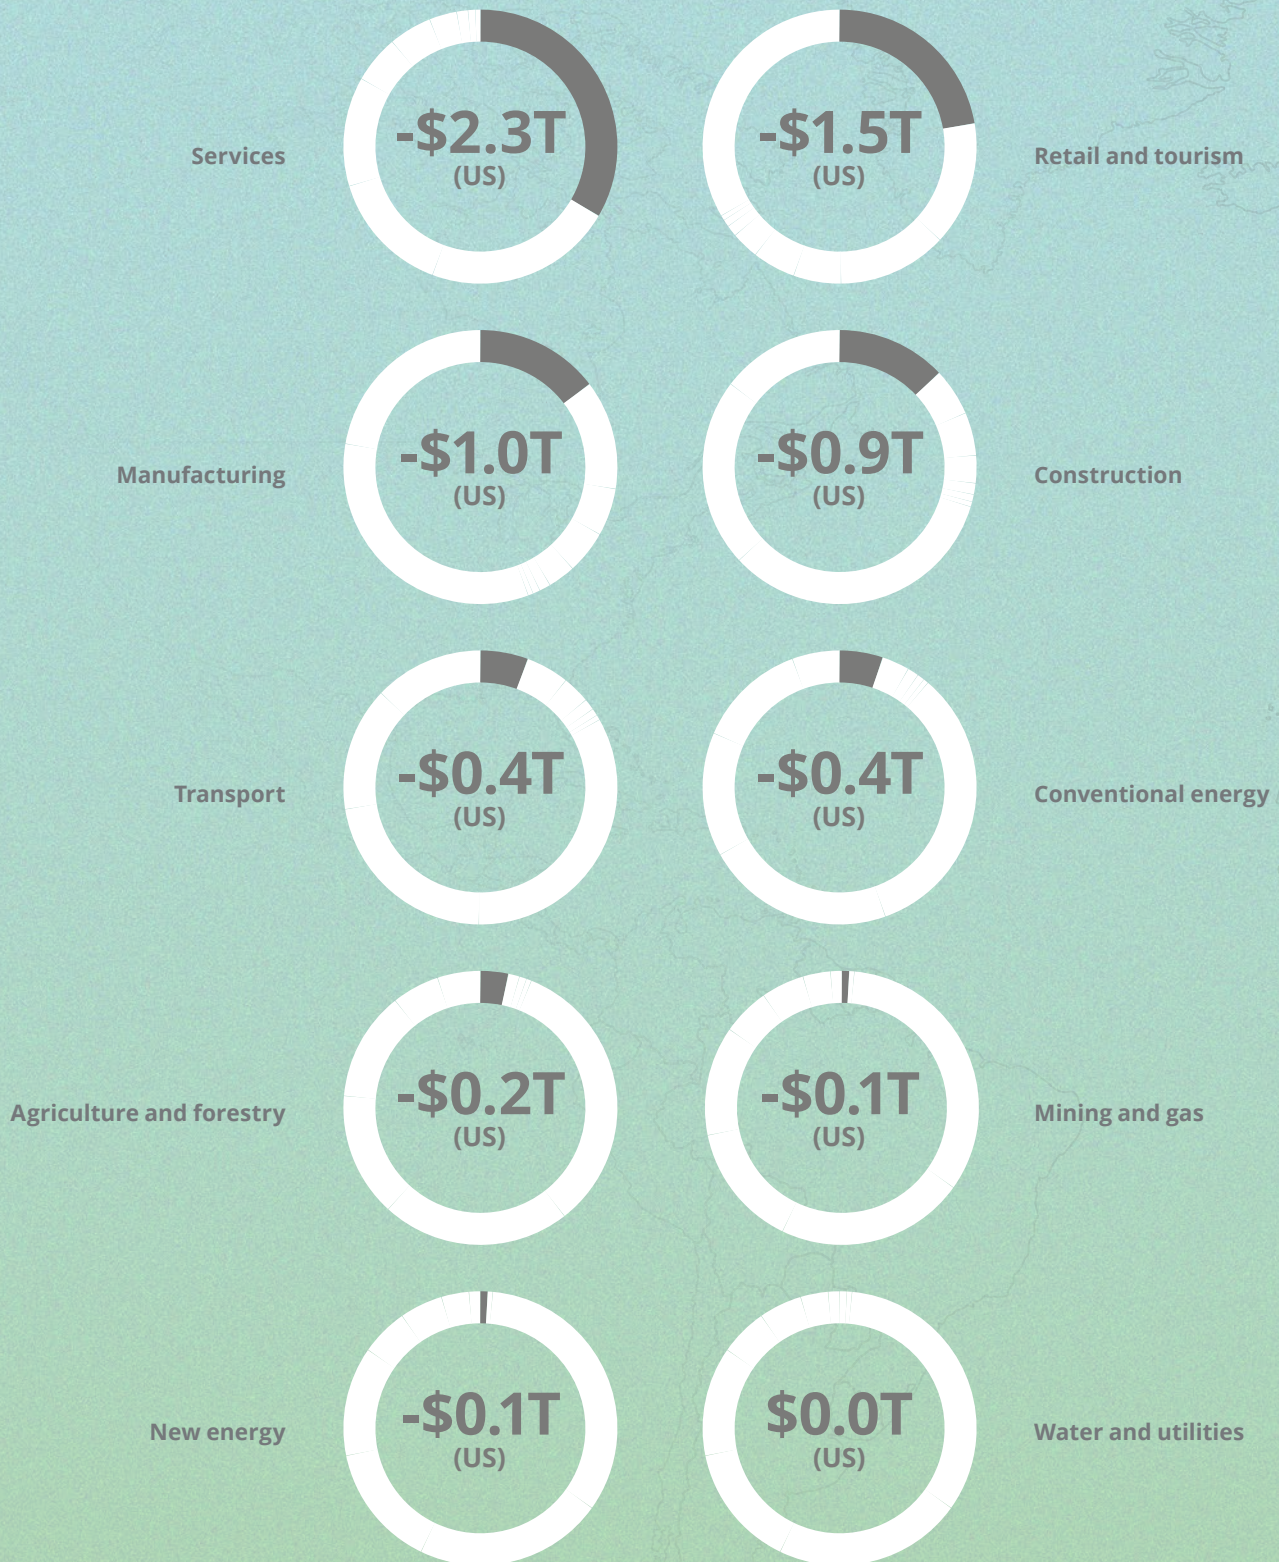 Services
-$2.3T
(US)
-$1.5T
(US)
Retail and tourism
Manufacturing
-$1.0T
(US)
-$0.9T
(US)
Construction
Transport
-$0.4T
(US)
-$0.4T
(US)
Conventional energy
Agriculture and forestry
-$0.2T
(US)
-$0.1T
(US)
Mining and gas
New energy
-$0.1T
(US)
$0.0T
(US)
Water and utilities